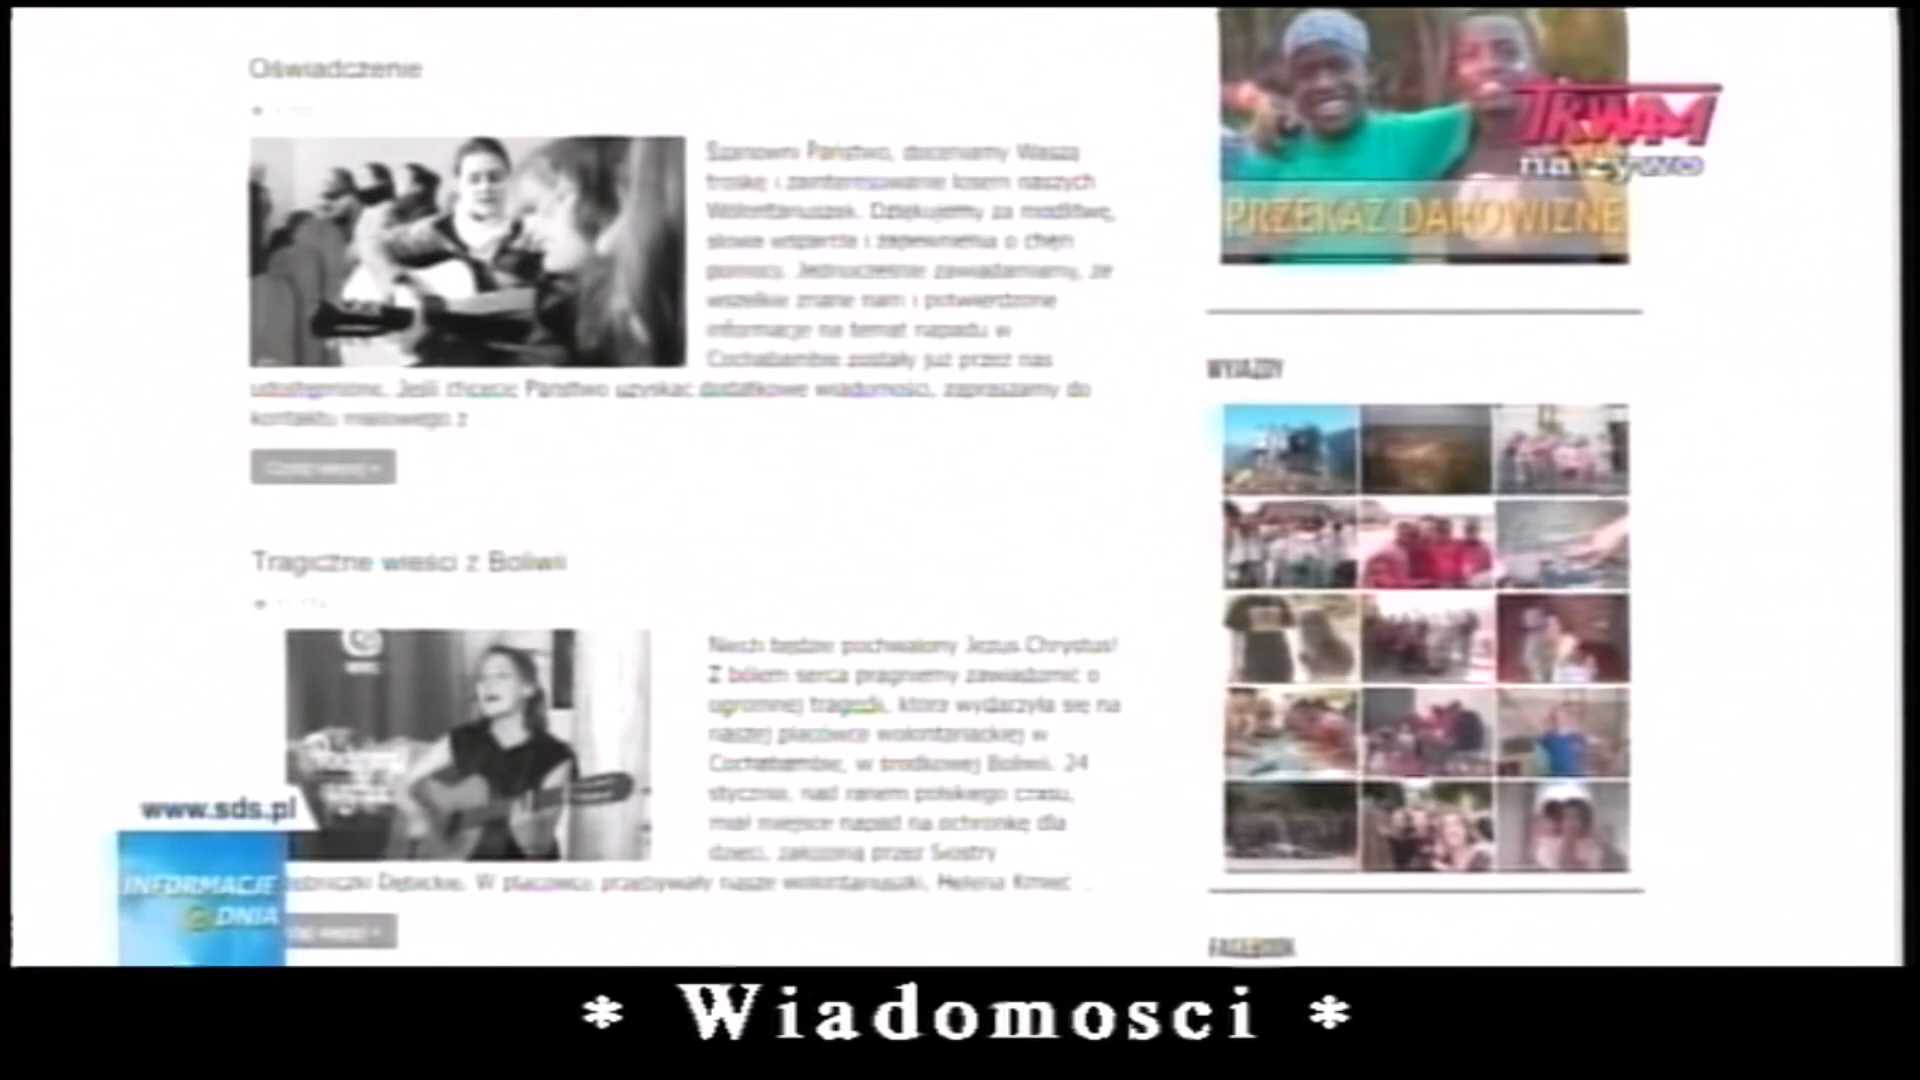 Oświadczenie
Szanowni Państwo, doceniamy Waszą
troskę i zainteresowanie losem naszych
Wolontariuszek. Dziękujemy za modlitwę,
słowa wsparcia i zapewnienia o chęci
pomocy. Jednocześnie zawiadamiamy, że
wszelkie znane nam i potwierdzone
informacje na temat napadu w
Cochabambie zostały już przez nas
udostępnione. Jeśli chcecie Państwo uzyskać dodatkowe wiadomości, zapraszamy do
kontaktu mailowego z
Tragiczne wieści z Boliwii
Niech będzie pochwalony Jezus Chrystus!
Z bólem serca pragniemy zawiadomić o
ogromnej tragedii, która wydarzyła się na
naszej placówce wolontariackiej w
Cochabambie, w środkowej Boliwii. 24
stycznia, nad ranem polskiego czasu,
miał miejsce napad na ochronkę dla
dzieci, założoną przez Siostry
Dębickie. W placówce przebywały nasze wolontariuszki, Helena Kmieć
TRWAM
na żywo
PRZEKAŻ DAROWIZNĘ
WYJAZDY
FACEBOOK
www.sds.pl
INFORMACJE
DNIA
* Wiadomosci *